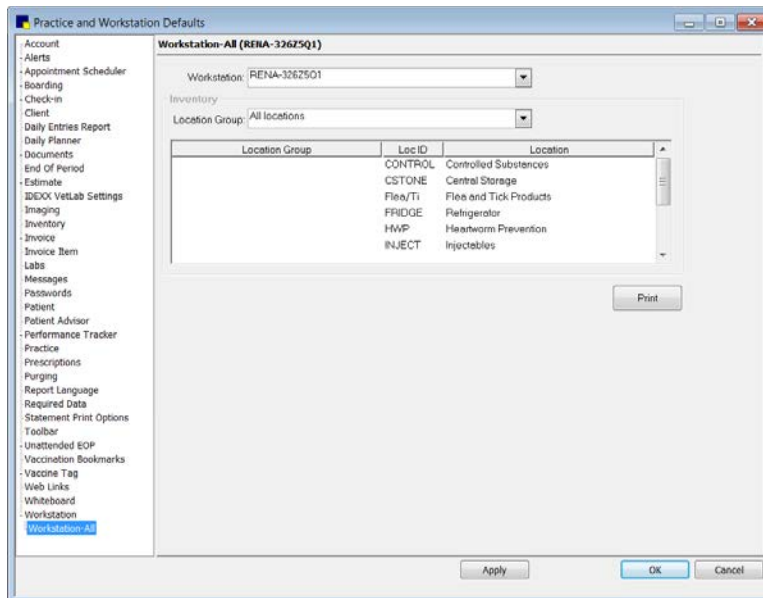 Practice and Workstation Defaults
Account
Alerts
Appointment Scheduler
Boarding
Check-in
Client
Daily Entries Report
Daily Planner
Documents
End Of Period
Estimate
IDEXX VetLab Settings
Imaging
Inventory
Invoice
Invoice Item
Labs
Messages
Passwords
Patient
Patient Advisor
Performance Tracker
Practice
Prescriptions
Purging
Report Language
Required Data
Statement Print Options
Toolbar
Unattended EOP
Vaccination Bookmarks
Vaccine Tag
Web Links
Whiteboard
Workstation
Workstation-All
Workstation-All (RENA-326Z5Q1)
Workstation: RENA-326Z5Q1
Inventory
Location Group: All locations
Location Group Loc ID Location
CONTROL Controlled Substances
CSTONE Central Storage
Flea/Ti Flea and Tick Products
FRIDGE Refrigerator
HWP Heartworm Prevention
INJECT Injectables
Print
Apply OK Cancel